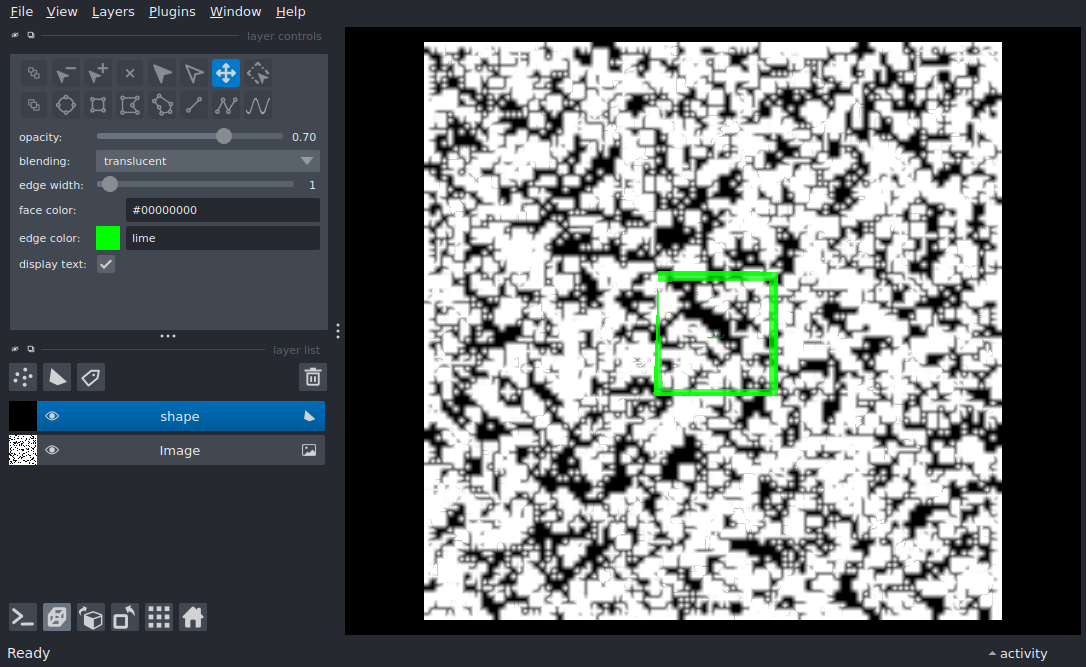 File View Layers Plugins Window Help
layer controls
opacity: 0.70
blending: translucent
edge width: 1
face color: #00000000
edge color: lime
display text:
layer list
shape
Image
Ready activity